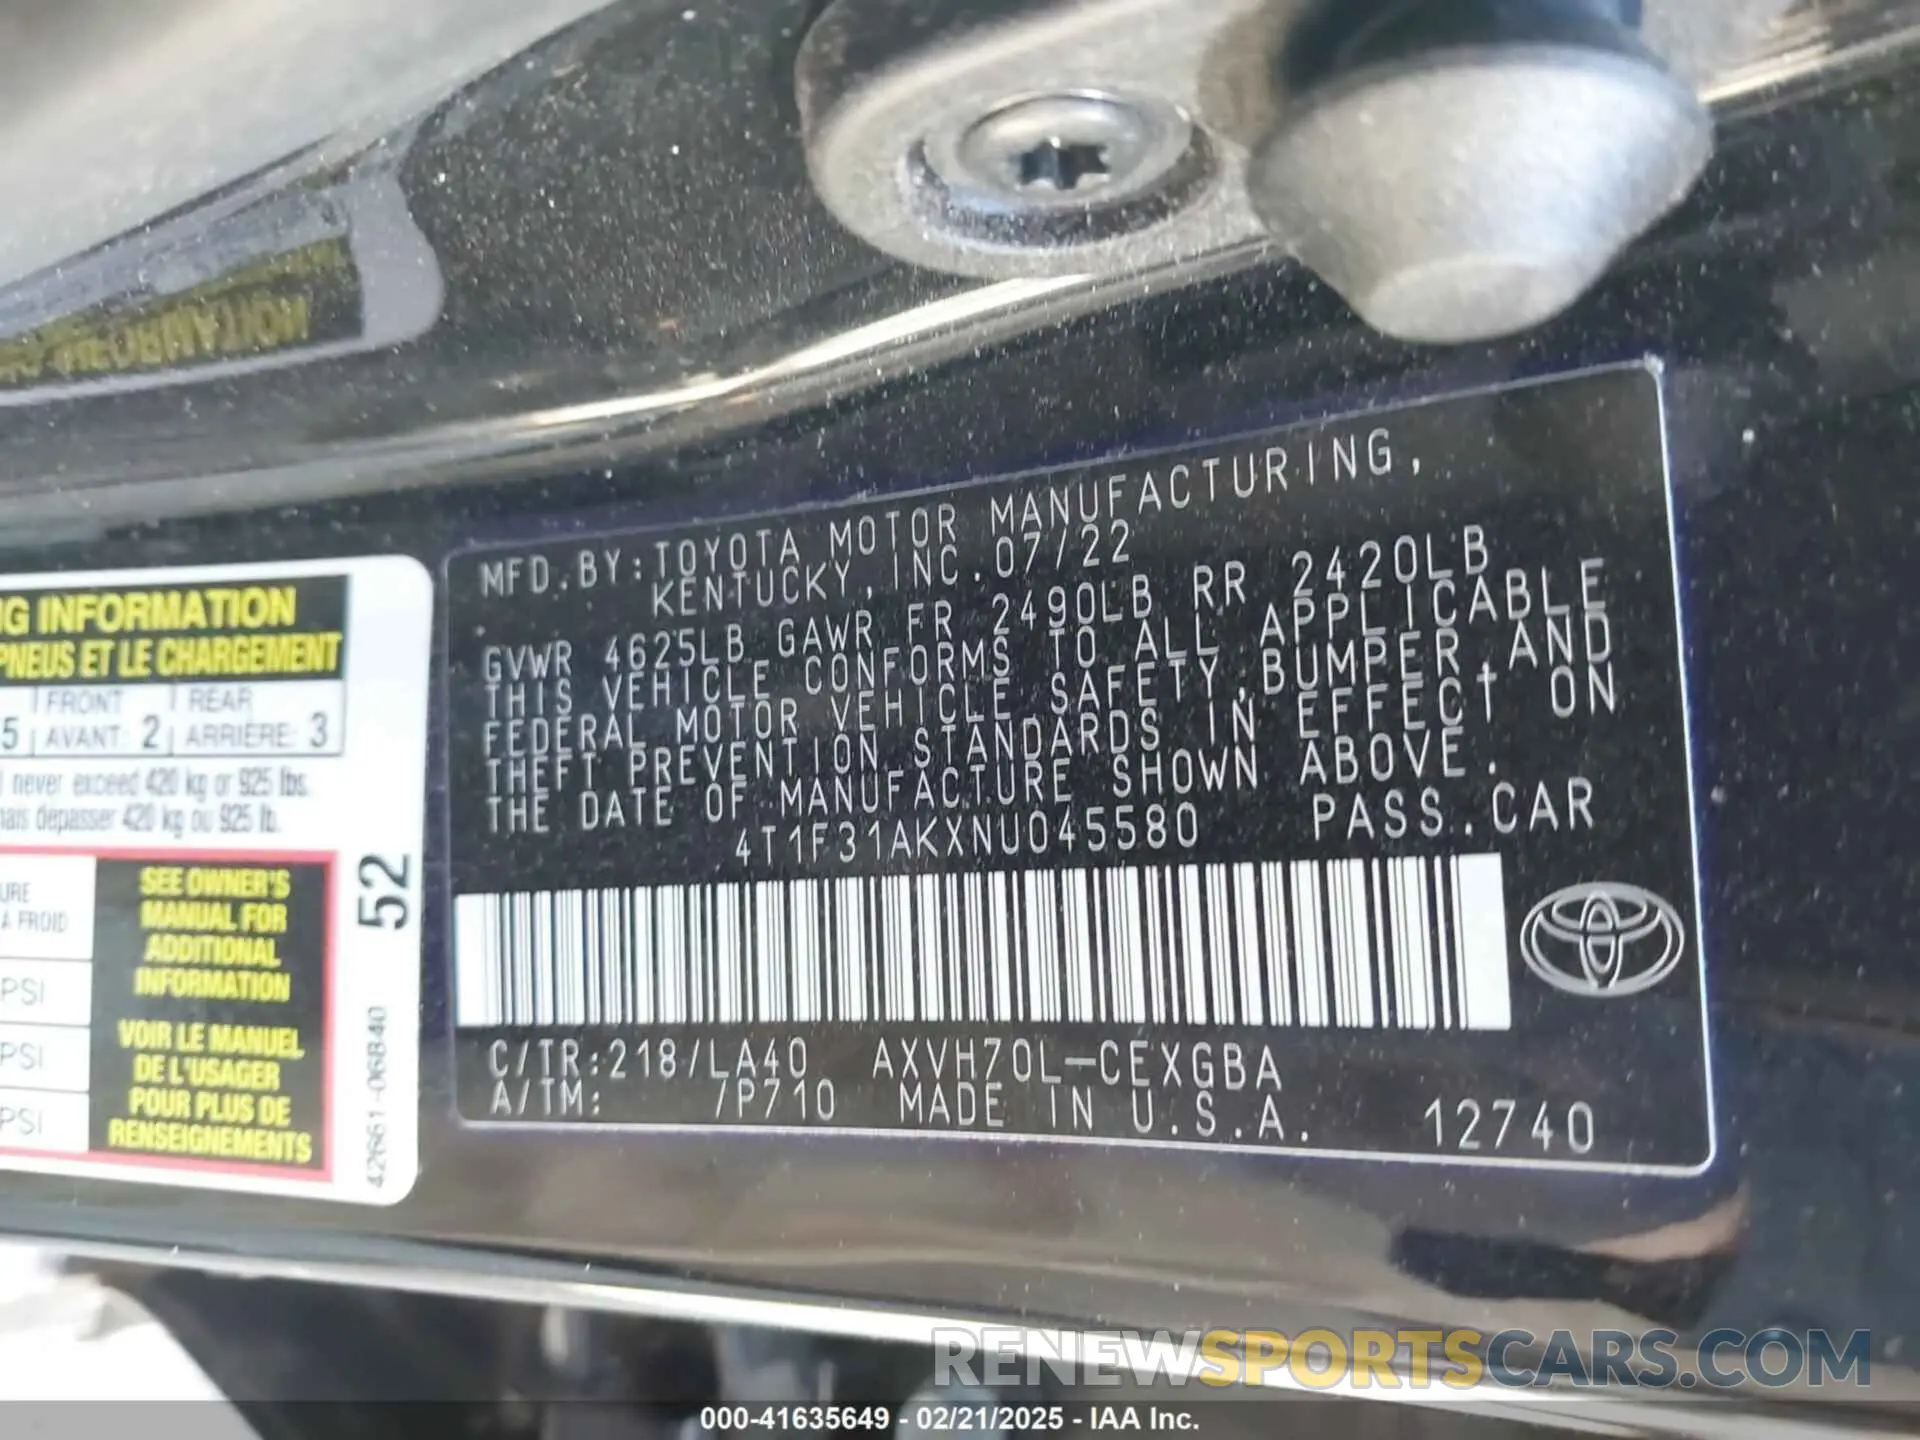 MFD.BY:TOYOTA MOTOR MANUFACTURING,
KENTUCKY, INC. 07/22
GVWR 4625LB GAWR FR 2490LB RR 2420LB
THIS VEHICLE CONFORMS TO ALL APPLICABLE
FEDERAL MOTOR VEHICLE SAFETY,BUMPER,AND
THEFT PREVENTION STANDARDS IN EFFECT ON
THE DATE OF MANUFACTURE SHOWN ABOVE.
4T1F31AKXNU045580 PASS.CAR
C/TR:218/LA40 AXVH70L-CEXGBA
A/TM: /P710 MADE IN U.S.A. 12740
INFORMATION
PNEUS ET LE CHARGEMENT
5 FRONT AVANT: 2 REAR ARRIÈRE: 3
never exceed 420 kg or 925 lbs.
dépasser 420 kg ou 925 lb.
A FROID
PSI
PSI
PSI
SEE OWNER'S
MANUAL FOR
ADDITIONAL
INFORMATION
VOIR LE MANUEL
DE L'USAGER
POUR PLUS DE
RENSEIGNEMENTS
52
42661-06B40
RENEWSPORTSCARS.COM
000-41635649 - 02/21/2025 - IAA Inc.